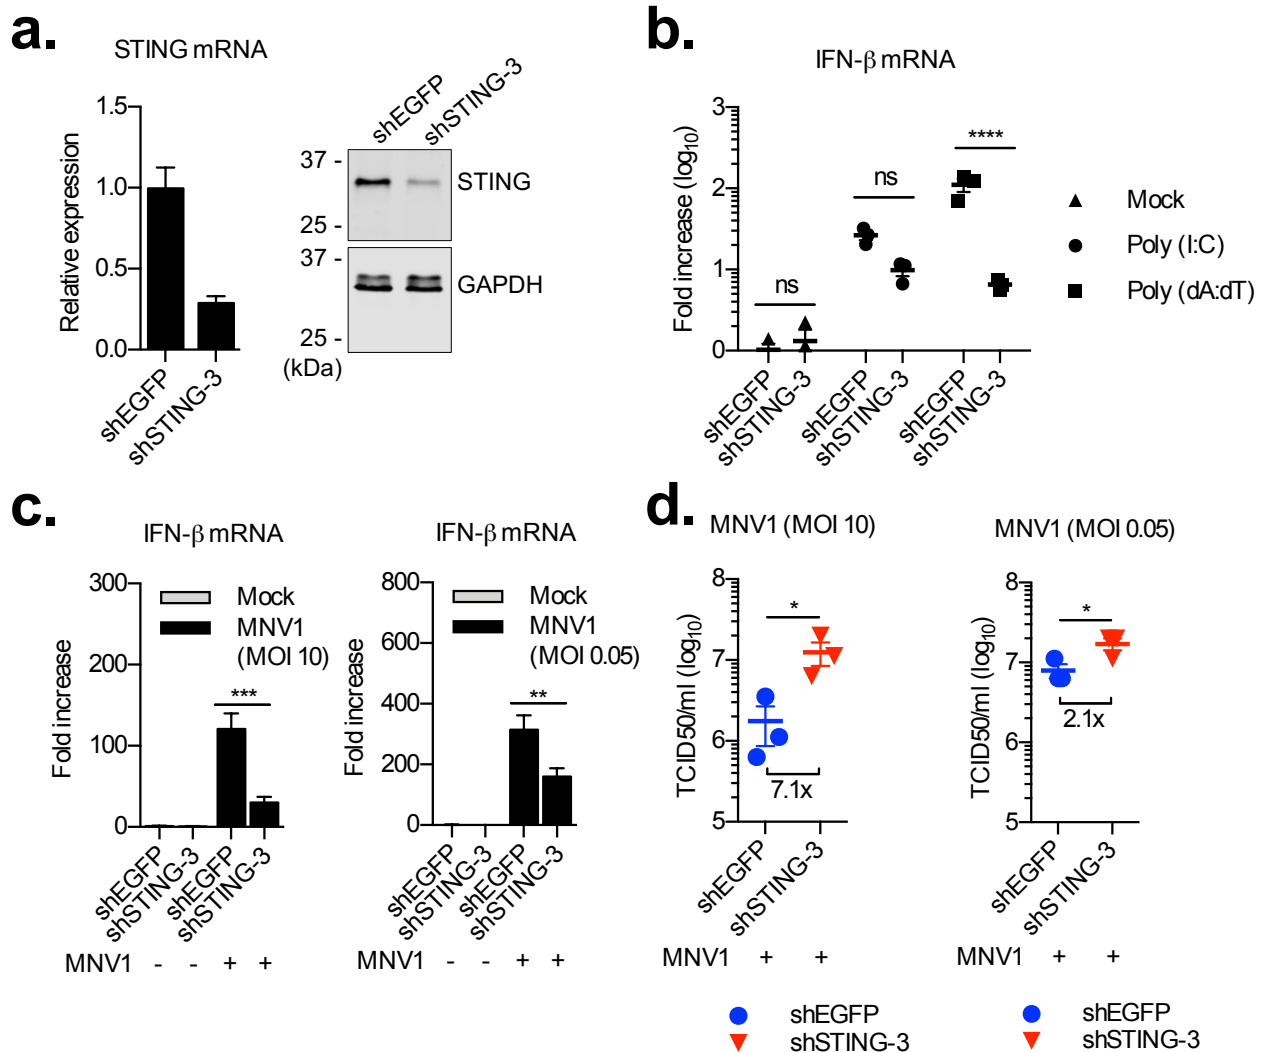 a.
STING mRNA
Relative expression
1.5
1.0
0.5
0.0
shEGFP
shSTING-3
shEGFP
shSTING-3
37 -
STING
25 -
37 -
GAPDH
25 -
(kDa)
b.
IFN-β mRNA
Fold increase (log10)
3
2
1
0
ns
ns
****
shEGFP
shSTING-3
shEGFP
shSTING-3
shEGFP
shSTING-3
Mock
Poly (I:C)
Poly (dA:dT)
c.
IFN-β mRNA
Fold increase
300
200
100
0
Mock
MNV1
(MOI 10)
***
shEGFP
shSTING-3
shEGFP
shSTING-3
MNV1 - - + +
IFN-β mRNA
Fold increase
800
600
400
200
0
Mock
MNV1
(MOI 0.05)
**
shEGFP
shSTING-3
shEGFP
shSTING-3
MNV1 - - + +
d.
MNV1 (MOI 10)
TCID50/ml (log10)
8
7
6
5
*
7.1x
shEGFP
shSTING-3
MNV1 + +
shEGFP
shSTING-3
MNV1 (MOI 0.05)
TCID50/ml (log10)
8
7
6
5
*
2.1x
shEGFP
shSTING-3
MNV1 + +
shEGFP
shSTING-3